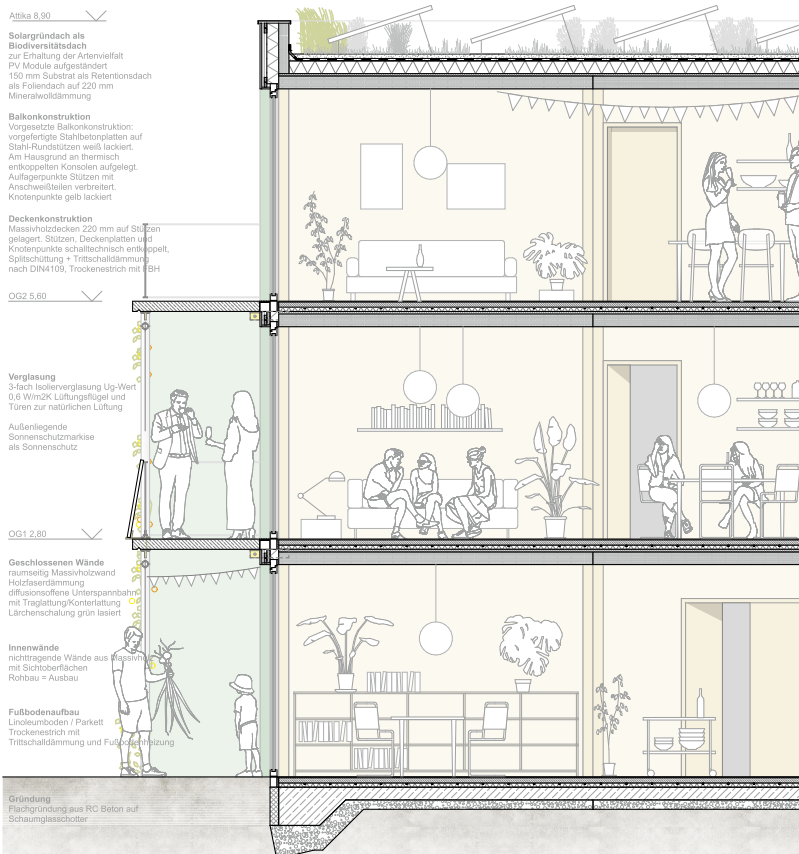 Attika 8,90
Solargründach als
Biodiversitätsdach
zur Erhaltung der Artenvielfalt
PV Module aufgeständert
150 mm Substrat als Retentionsdach
als Foliendach auf 220 mm
Mineralwolldämmung
Balkonkonstruktion
Vorgesetzte Balkonkonstruktion:
vorgefertigte Stahlbetonplatten auf
Stahl-Rundstützen weiß lackiert.
Am Hausgrund an thermisch
entkoppelten Konsolen aufgelegt.
Auflagerpunkte Stützen mit
Anschweißteilen verbreitert.
Knotenpunkte gelb lackiert
Deckenkonstruktion
Massivholzdecken 220 mm auf Stützen
gelagert. Stützen, Deckenplatten und
Knotenpunkte schalltechnisch entkoppelt,
Splitschüttung + Trittschalldämmung
nach DIN4109, Trockenestrich mit FBH
OG2 5,60
Verglasung
3-fach Isolierverglasung Ug-Wert
0,6 W/m2K Lüftungsflügel und
Türen zur natürlichen Lüftung
Außenliegende
Sonnenschutzmarkise
als Sonnenschutz
OG1 2,80
Geschlossenen Wände
raumseitig Massivholzwand
Holzfaserdämmung
diffusionsoffene Unterspannbahn
mit Traglattung/Konterlattung
Lärchenschalung grün lasiert
Innenwände
nichttragende Wände aus Massivholz
mit Sichtoberflächen
Rohbau = Ausbau
Fußbodenaufbau
Linoleumboden / Parkett
Trockenestrich mit
Trittschalldämmung und Fußbodenheizung
Gründung
Flachgründung aus RC Beton auf
Schaumglasschotter